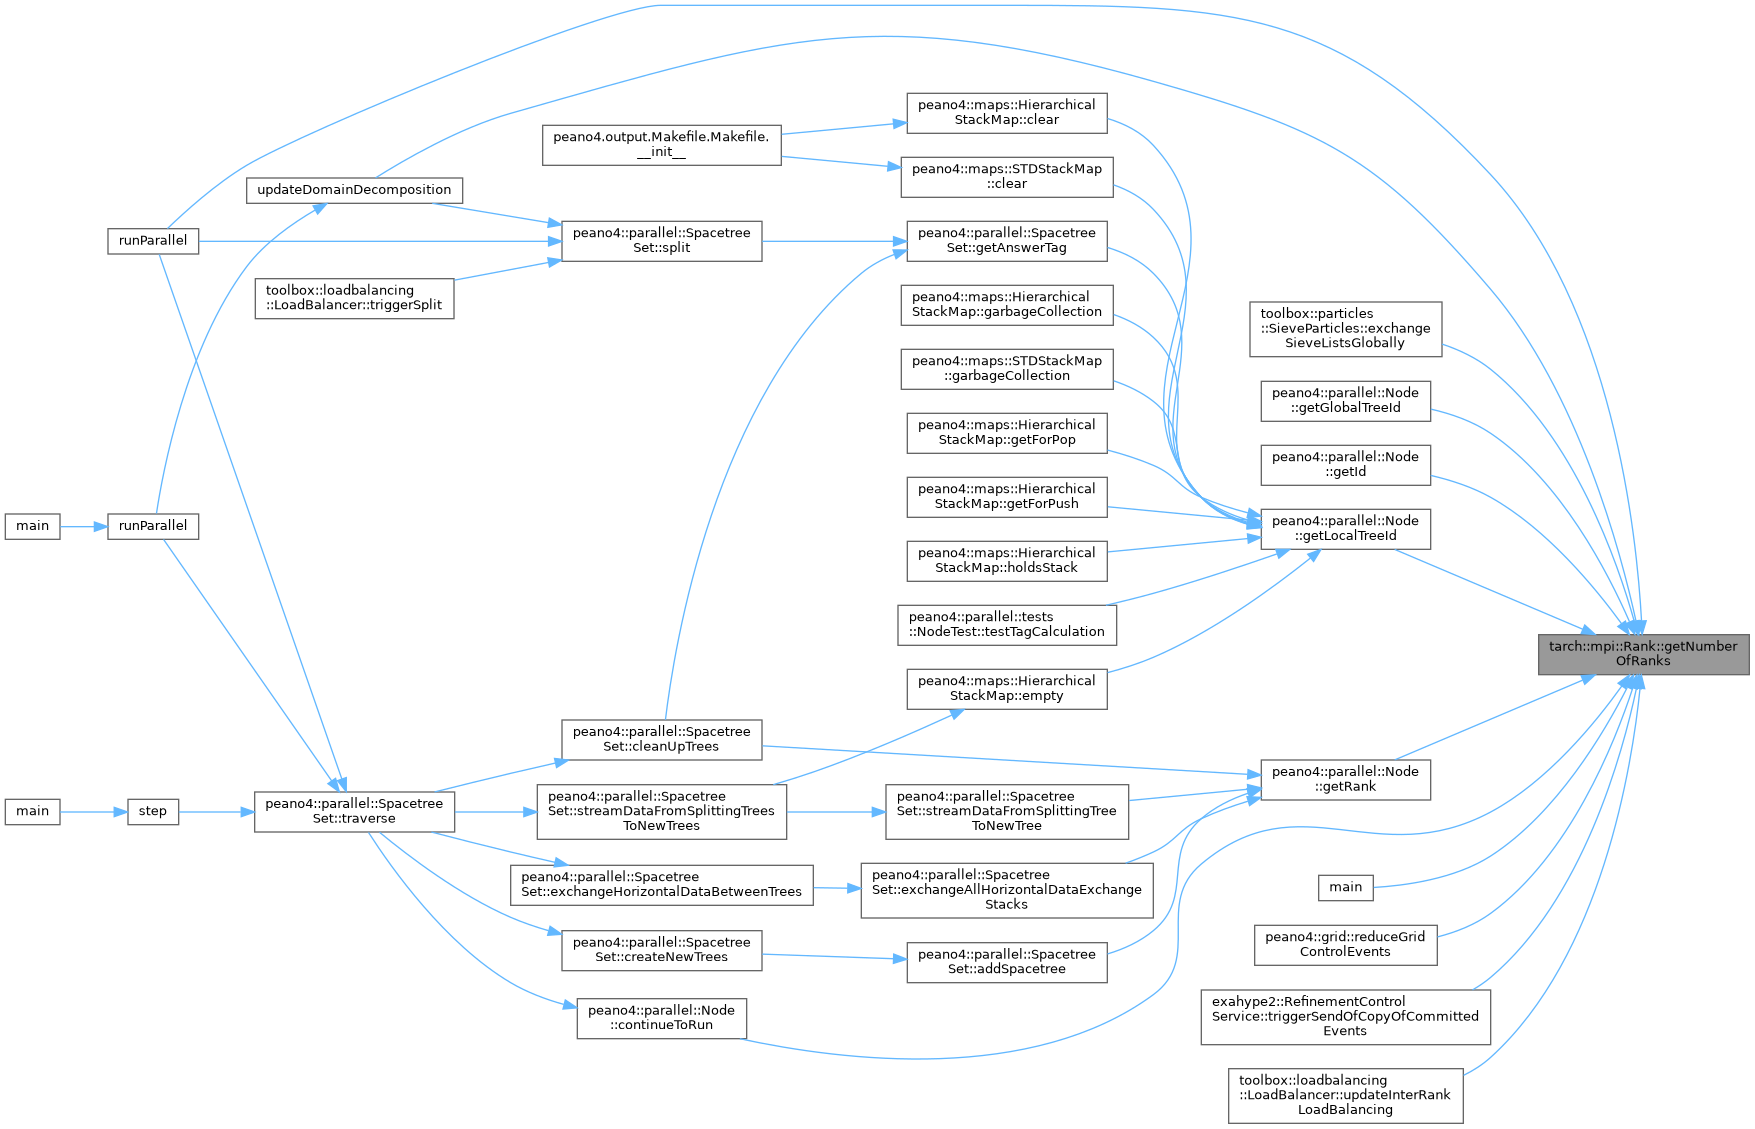 peano4::maps::Hierarchical
StackMap::clear
peano4.output.Makefile.Makefile.
__init__
peano4::maps::STDStackMap
::clear
updateDomainDecomposition
runParallel
peano4::parallel::Spacetree
Set::split
peano4::parallel::Spacetree
Set::getAnswerTag
toolbox::loadbalancing
::LoadBalancer::triggerSplit
peano4::maps::Hierarchical
StackMap::garbageCollection
toolbox::particles
::SieveParticles::exchange
SieveListsGlobally
peano4::maps::STDStackMap
::garbageCollection
peano4::parallel::Node
::getGlobalTreeId
peano4::maps::Hierarchical
StackMap::getForPop
peano4::parallel::Node
::getId
peano4::maps::Hierarchical
StackMap::getForPush
main
runParallel
peano4::parallel::Node
::getLocalTreeId
peano4::maps::Hierarchical
StackMap::holdsStack
peano4::parallel::tests
::NodeTest::testTagCalculation
tarch::mpi::Rank::getNumber
OfRanks
peano4::maps::Hierarchical
StackMap::empty
peano4::parallel::Spacetree
Set::cleanUpTrees
peano4::parallel::Node
::getRank
main
step
peano4::parallel::Spacetree
Set::traverse
peano4::parallel::Spacetree
Set::streamDataFromSplittingTrees
ToNewTrees
peano4::parallel::Spacetree
Set::streamDataFromSplittingTree
ToNewTree
peano4::parallel::Spacetree
Set::exchangeHorizontalDataBetweenTrees
peano4::parallel::Spacetree
Set::exchangeAllHorizontalDataExchange
Stacks
main
peano4::parallel::Spacetree
Set::createNewTrees
peano4::parallel::Spacetree
Set::addSpacetree
peano4::grid::reduceGrid
ControlEvents
peano4::parallel::Node
::continueToRun
exahype2::RefinementControl
Service::triggerSendOfCopyOfCommitted
Events
toolbox::loadbalancing
::LoadBalancer::updateInterRank
LoadBalancing